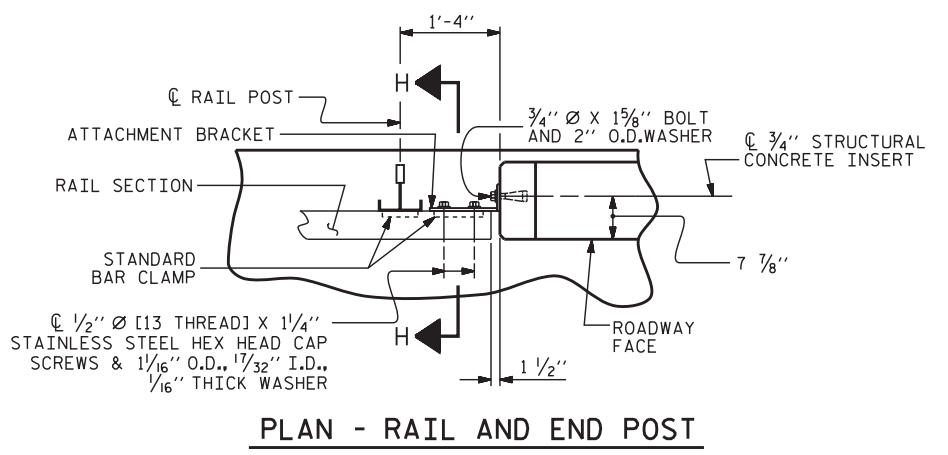 1'-4"
H
℄ RAIL POST
ATTACHMENT BRACKET
RAIL SECTION
3/4" Ø X 1 5/8" BOLT
AND 2" O.D.WASHER
℄ 3/4" STRUCTURAL
CONCRETE INSERT
STANDARD
BAR CLAMP
7 7/8"
℄ 1/2" Ø [13 THREAD] X 1 1/4"
STAINLESS STEEL HEX HEAD CAP
SCREWS & 1 1/16" O.D., 17/32" I.D.,
1/16" THICK WASHER
H
ROADWAY
FACE
1 1/2"
PLAN - RAIL AND END POST